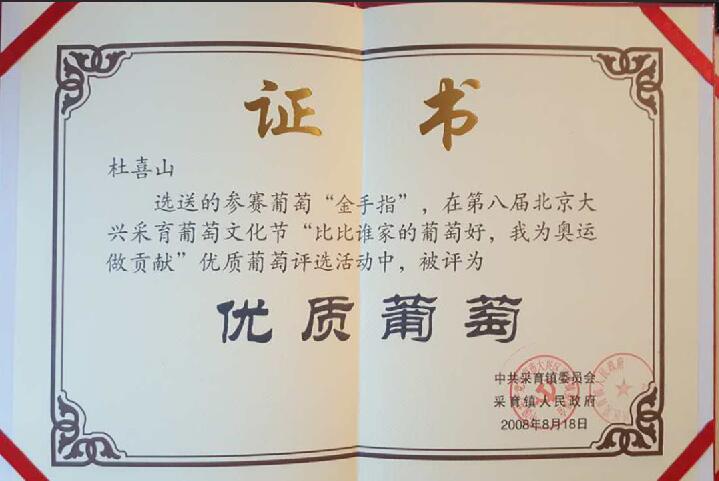 证 书
杜喜山
选送的参赛葡萄“金手指”，在第八届北京大
兴采育葡萄文化节“比比谁家的葡萄好，我为奥运
做贡献”优质葡萄评选活动中，被评为
优质葡萄
中共采育镇委员会
采育镇人民政府
2008年8月18日